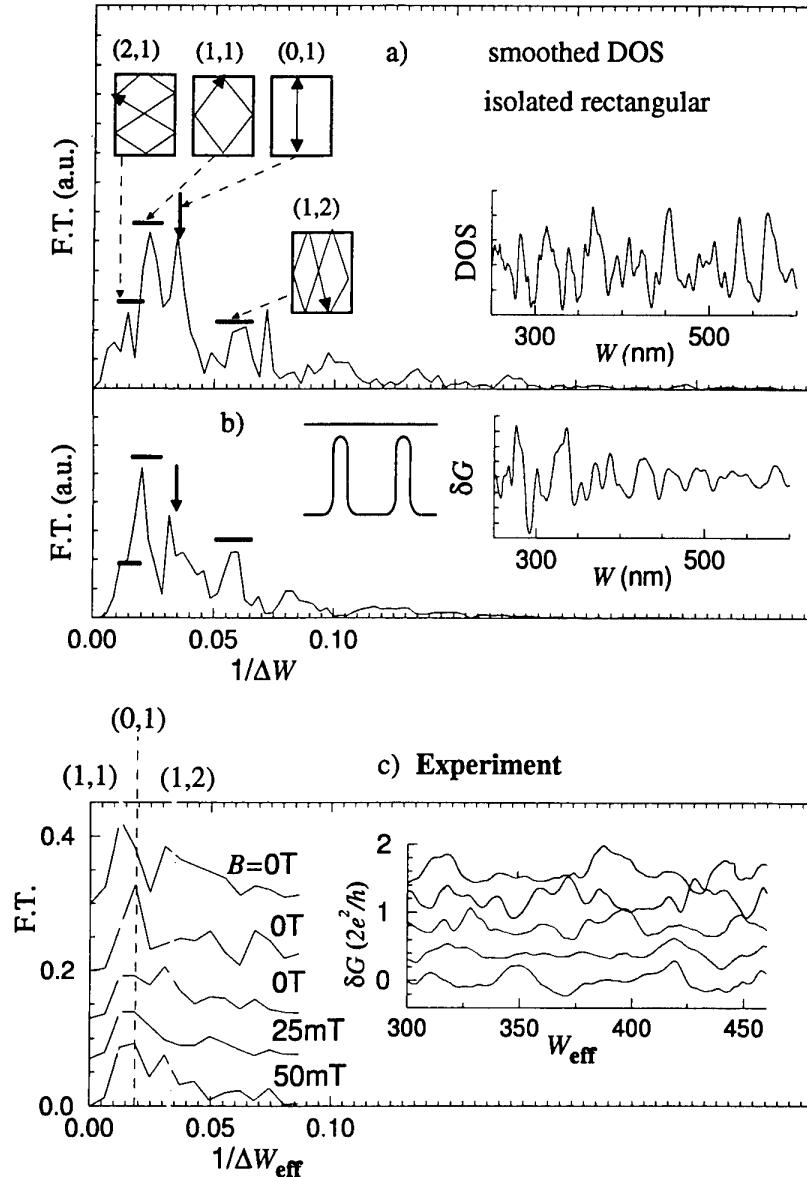 (2,1) (1,1) (0,1) a) smoothed DOS
isolated rectangular
(1,2)
F.T. (a.u.)
DOS
300 500
W (nm)
b)
F.T. (a.u.)
δG
300 500
W (nm)
0.00 0.05 0.10
1/ΔW
(0,1)
(1,1) (1,2) c) Experiment
0.4
0.2
0.0
F.T.
B=0T
0T
0T
25mT
50mT
2
1
0
δG (2e²/h)
300 350 400 450
W_eff
0.00 0.05 0.10
1/ΔW_eff